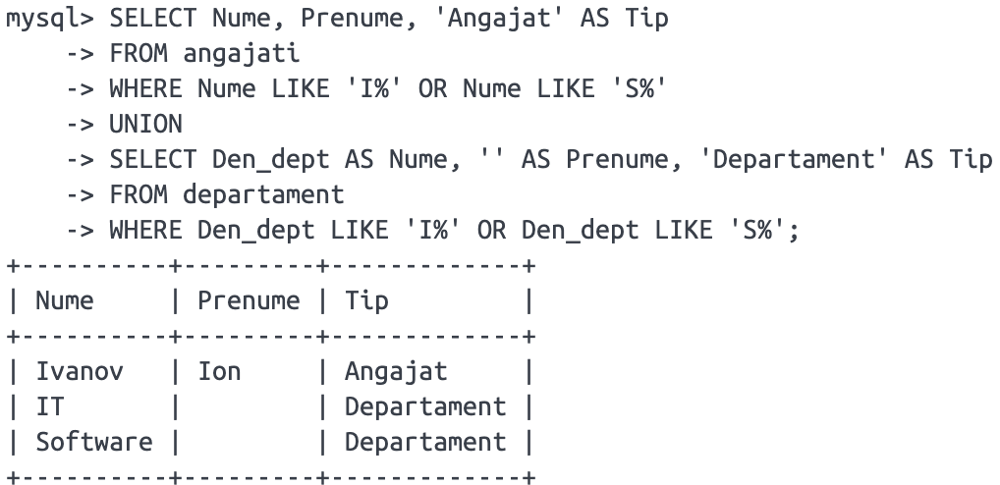 mysql> SELECT Nume, Prenume, 'Angajat' AS Tip
    -> FROM angajati
    -> WHERE Nume LIKE 'I%' OR Nume LIKE 'S%'
    -> UNION
    -> SELECT Den_dept AS Nume, '' AS Prenume, 'Departament' AS Tip
    -> FROM departament
    -> WHERE Den_dept LIKE 'I%' OR Den_dept LIKE 'S%';
+----------+---------+-------------+
| Nume     | Prenume | Tip         |
+----------+---------+-------------+
| Ivanov   | Ion     | Angajat     |
| IT       |         | Departament |
| Software |         | Departament |
+----------+---------+-------------+